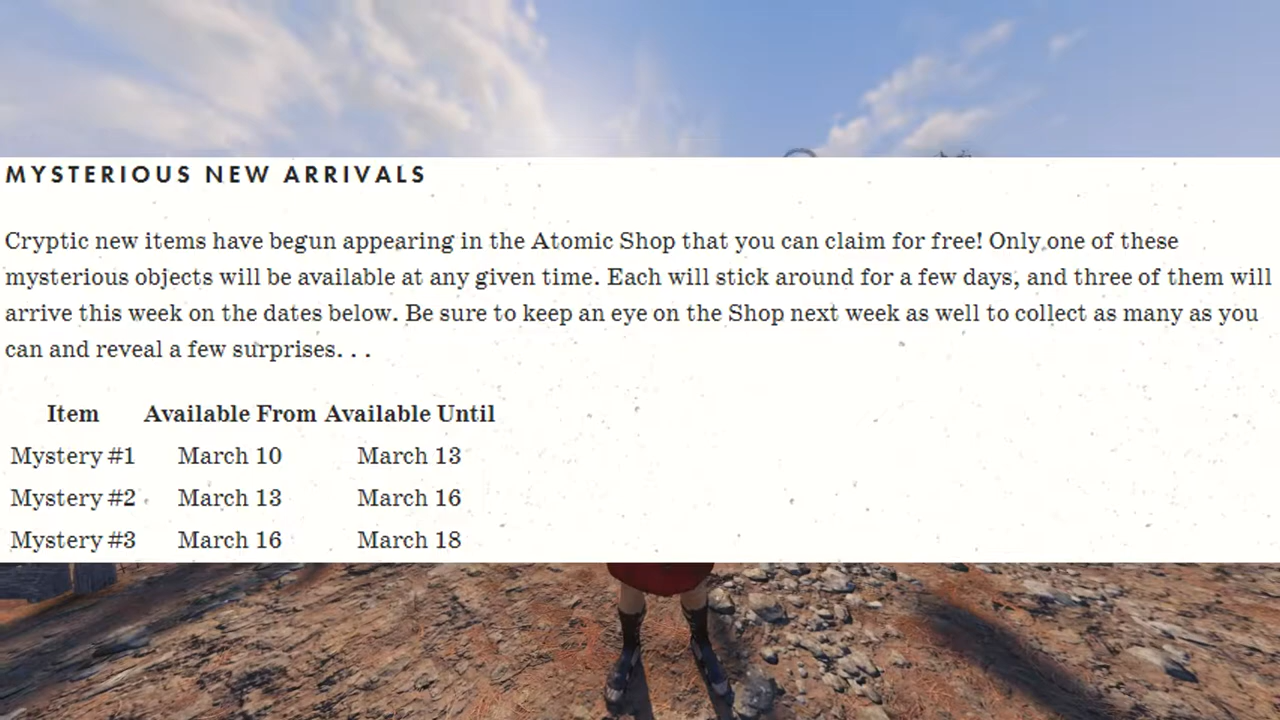 MYSTERIOUS NEW ARRIVALS
Cryptic new items have begun appearing in the Atomic Shop that you can claim for free! Only one of these
mysterious objects will be available at any given time. Each will stick around for a few days, and three of them will
arrive this week on the dates below. Be sure to keep an eye on the Shop next week as well to collect as many as you
can and reveal a few surprises. . .
Item Available From Available Until
Mystery #1 March 10 March 13
Mystery #2 March 13 March 16
Mystery #3 March 16 March 18